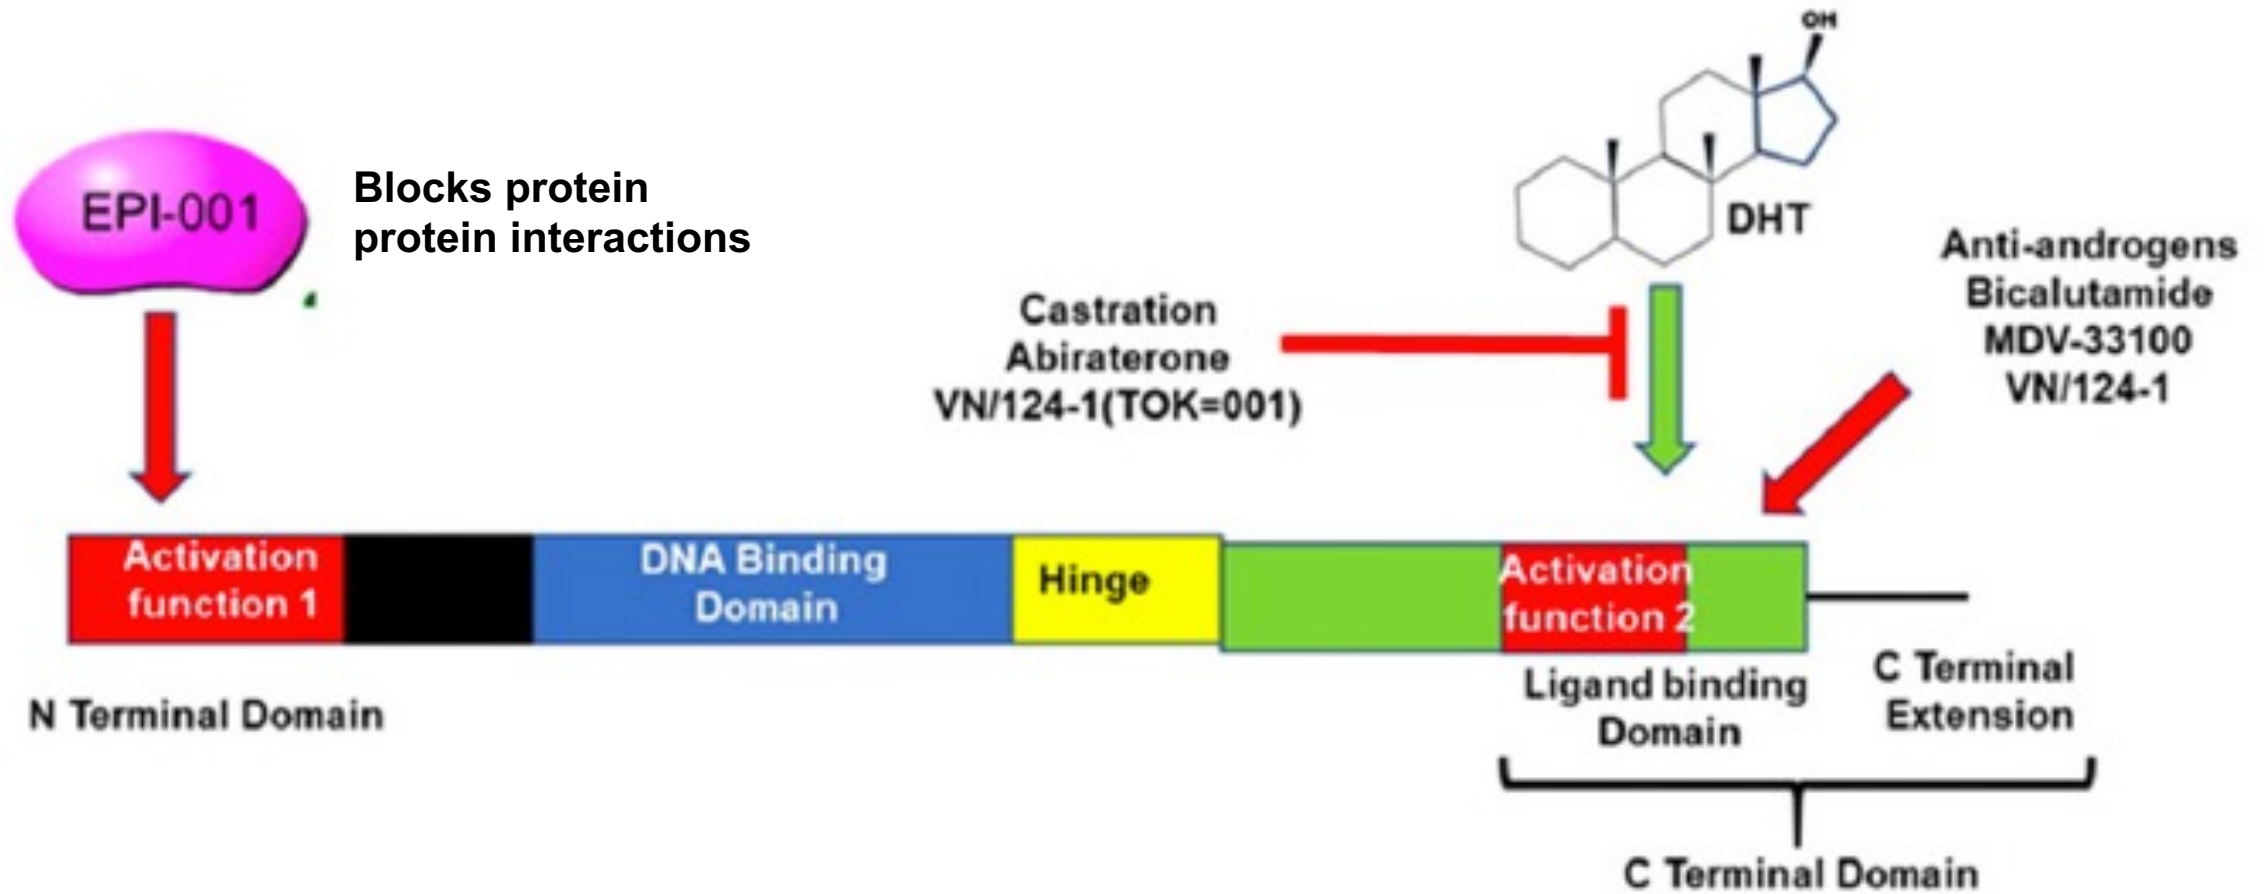 OH
EPI-001
Blocks protein
protein interactions
DHT
Anti-androgens
Bicalutamide
MDV-33100
VN/124-1
Castration
Abiraterone
VN/124-1(TOK=001)
Activation
function 1
DNA Binding
Domain
Hinge
Activation
function 2
N Terminal Domain
Ligand binding
Domain
C Terminal
Extension
C Terminal Domain